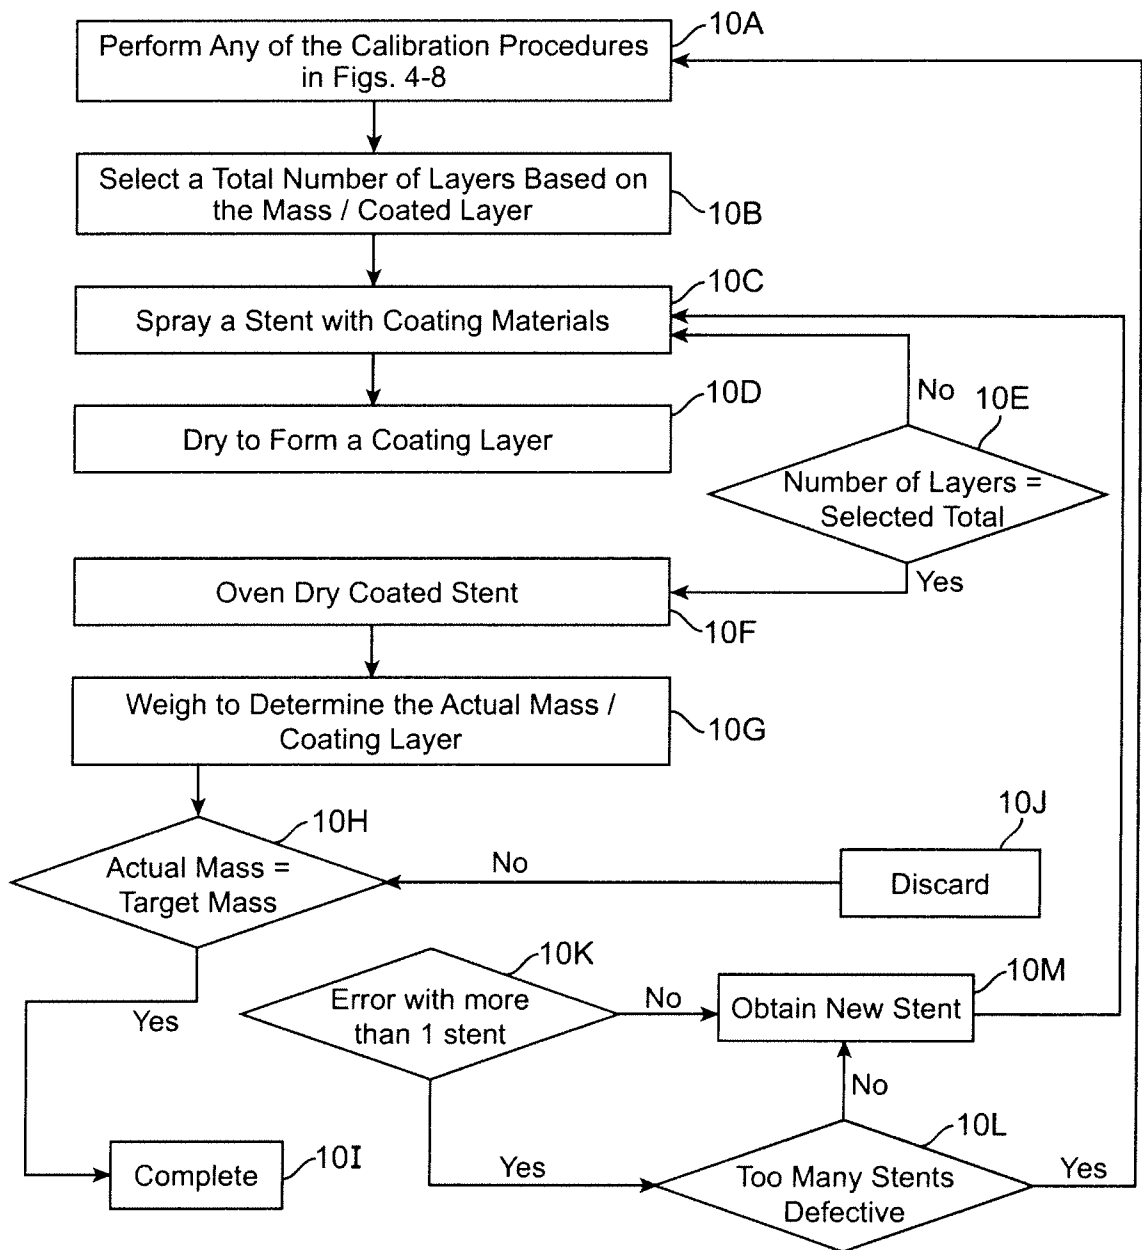 10A
Perform Any of the Calibration Procedures
in Figs. 4-8
Select a Total Number of Layers Based on
the Mass / Coated Layer
10B
10C
Spray a Stent with Coating Materials
10D
Dry to Form a Coating Layer
No
10E
Number of Layers =
Selected Total
Yes
Oven Dry Coated Stent
10F
Weigh to Determine the Actual Mass /
Coating Layer
10G
10H
Actual Mass =
Target Mass
No
10J
Discard
Yes
10K
Error with more
than 1 stent
No
10M
Obtain New Stent
No
10I
Complete
Yes
10L
Too Many Stents
Defective
Yes